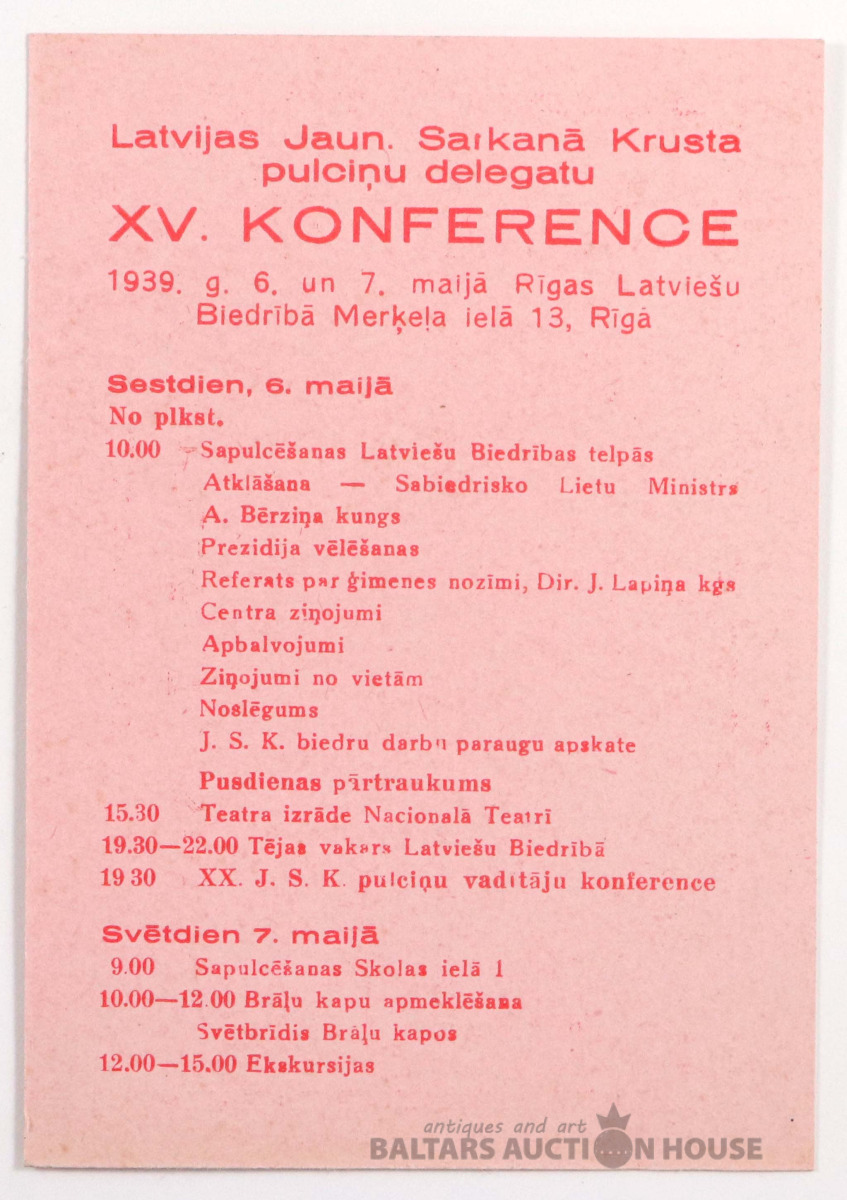 Latvijas Jaun. Sarkanā Krusta
pulciņu delegatu
XV. KONFERENCE
1939. g. 6. un 7. maijā Rīgas Latviešu
Biedrībā Merķeļa ielā 13, Rīgā
Sestdien, 6. maijā
No plkst.
10.00 Sapulcēšanas Latviešu Biedrības telpās
Atklāšana — Sabiedrisko Lietu Ministrs
A. Bērziņa kungs
Prezidija vēlēšanas
Referats par ģimenes nozīmi, Dir. J. Lapiņa kgs
Centra ziņojumi
Apbalvojumi
Ziņojumi no vietām
Noslēgums
J. S. K. biedru darbu paraugu apskate
Pusdienas pārtraukums
15.30 Teatra izrāde Nacionalā Teatrī
19.30—22.00 Tējas vakars Latviešu Biedrībā
19 30 XX. J. S. K. pulciņu vadītāju konference
Svētdien 7. maijā
9.00 Sapulcēšanas Skolas ielā 1
10.00—12.00 Brāļu kapu apmeklēšana
Svētbrīdis Brāļu kapos
12.00—15.00 Ekskursijas
antiques and art
BALTARS AUCTION HOUSE